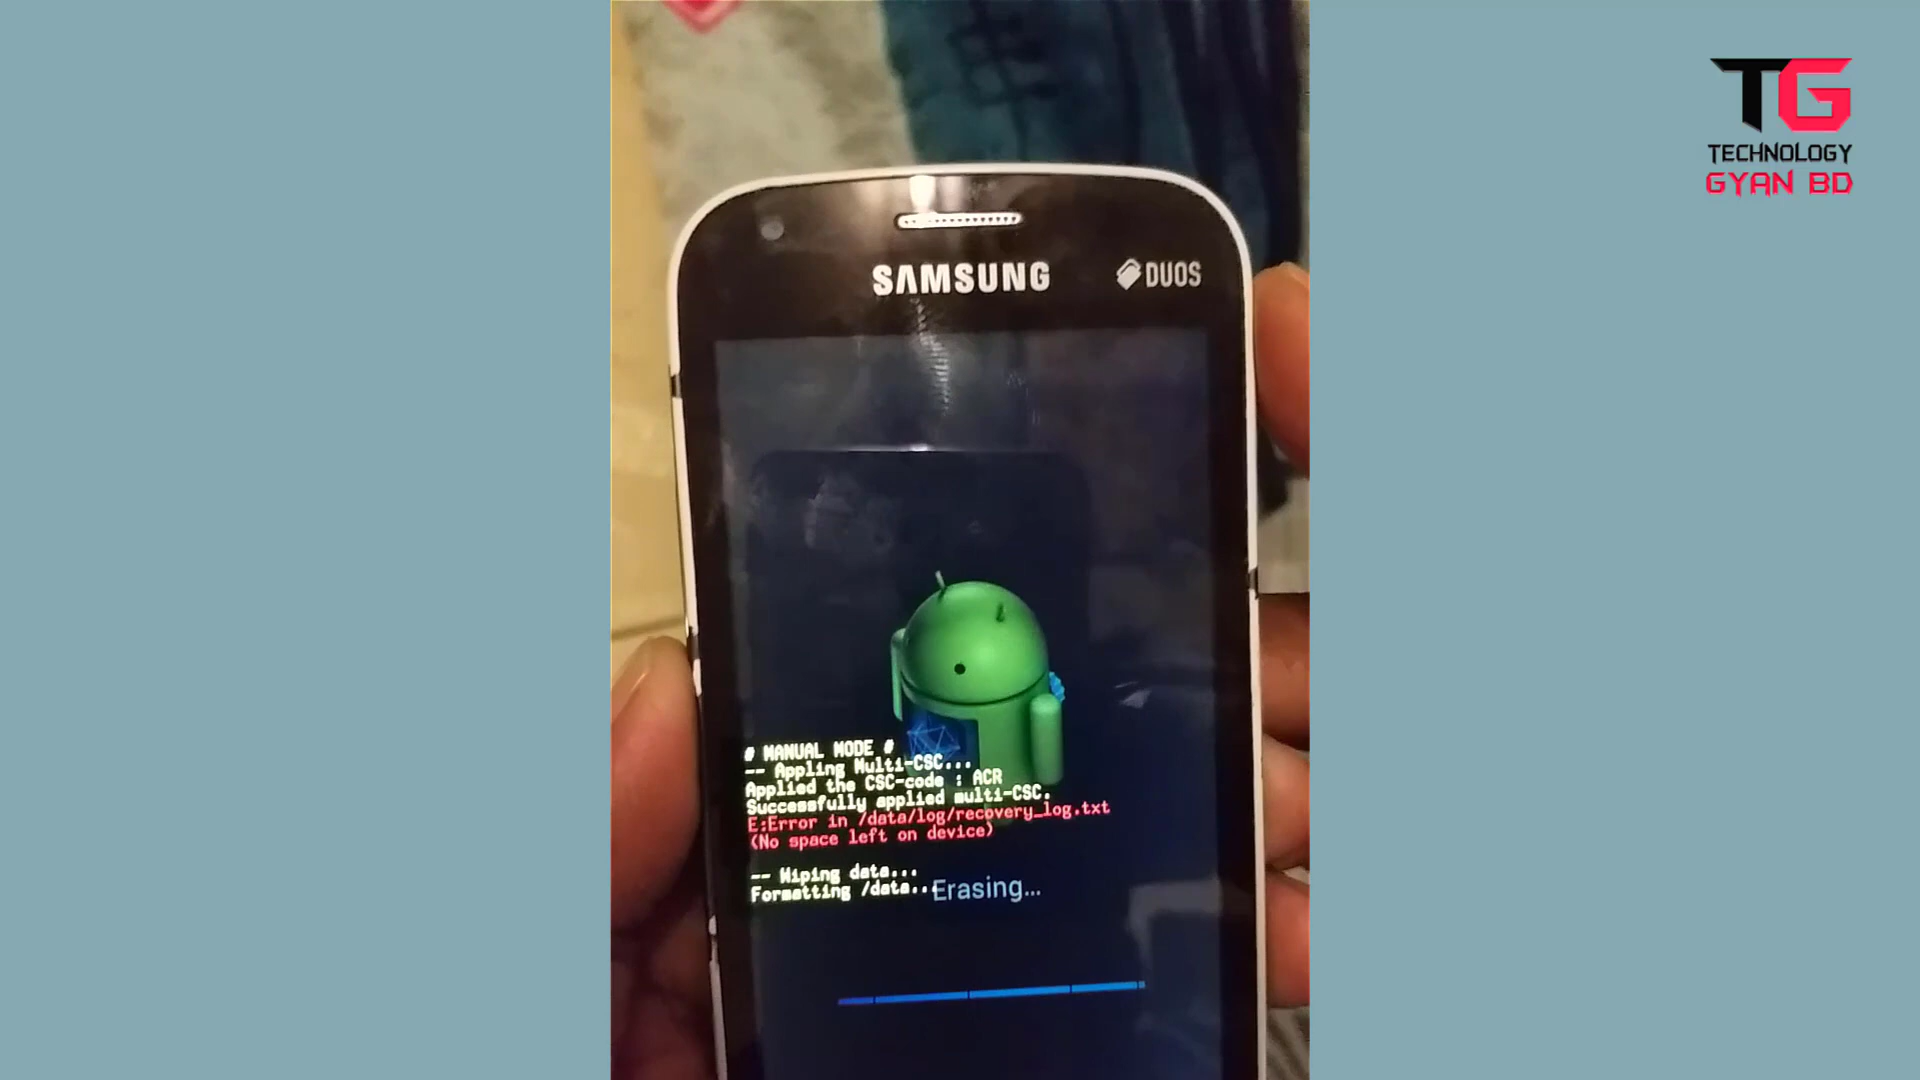 TG
TECHNOLOGY
GYAN BD
SAMSUNG
DUOS
# MANUAL MODE #
-- Appling Multi-CSC...
Applied the CSC-code : ACR
Successfully applied multi-CSC.
E:Error in /data/log/recovery_log.txt
(No space left on device)
-- Wiping data...
Formatting /data...
Erasing...